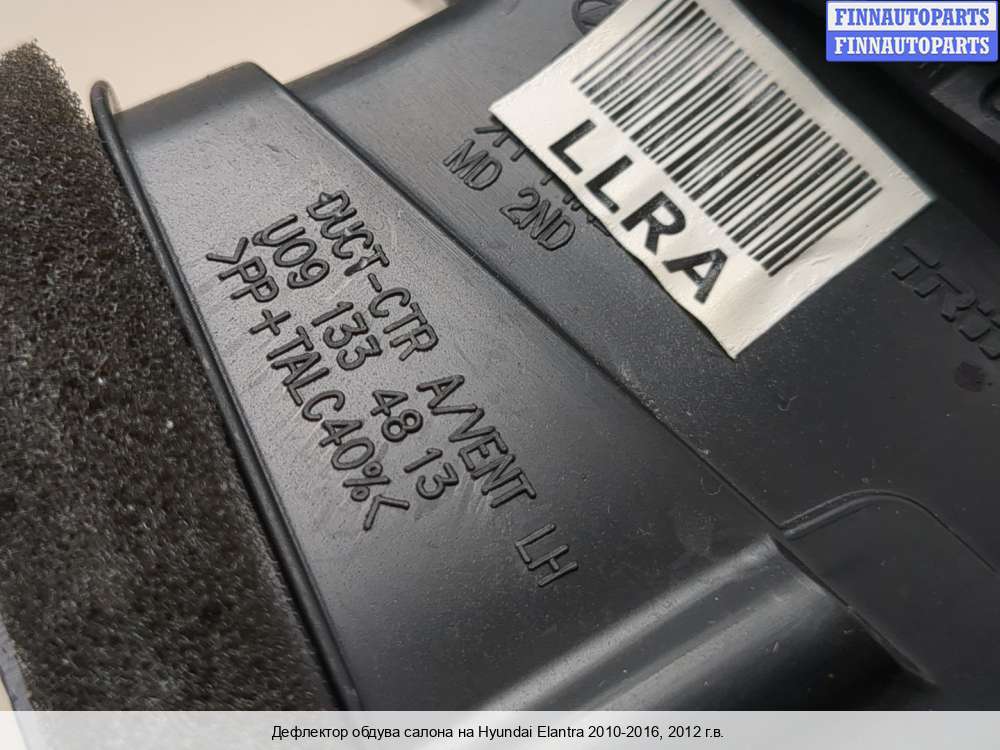 FINNAUTOPARTS
FINNAUTOPARTS
LLRA
MD 2ND
DUCT-CTR A/VENT LH
U09 133 48 13
>PP+TALC40%<
Дефлектор обдува салона на Hyundai Elantra 2010-2016, 2012 г.в.